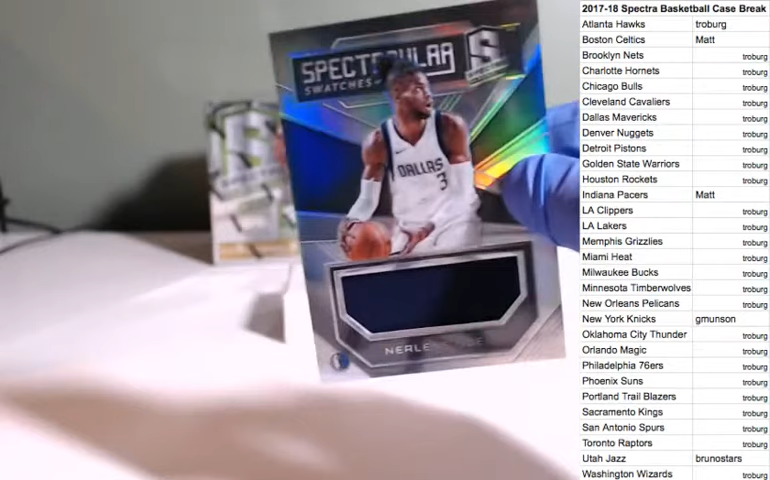 SPECTACULAR
SWATCHES
S
DALLAS
3
2017-18 Spectra Basketball Case Break
Atlanta Hawks troburg
Boston Celtics Matt
Brooklyn Nets troburg
Charlotte Hornets troburg
Chicago Bulls troburg
Cleveland Cavaliers troburg
Dallas Mavericks troburg
Denver Nuggets troburg
Detroit Pistons troburg
Golden State Warriors troburg
Houston Rockets troburg
Indiana Pacers Matt
LA Clippers troburg
LA Lakers troburg
Memphis Grizzlies troburg
Miami Heat troburg
Milwaukee Bucks troburg
Minnesota Timberwolves troburg
New Orleans Pelicans troburg
New York Knicks gmunson
Oklahoma City Thunder troburg
Orlando Magic troburg
Philadelphia 76ers troburg
Phoenix Suns troburg
Portland Trail Blazers troburg
Sacramento Kings troburg
San Antonio Spurs troburg
Toronto Raptors troburg
Utah Jazz brunostars
Washington Wizards troburg